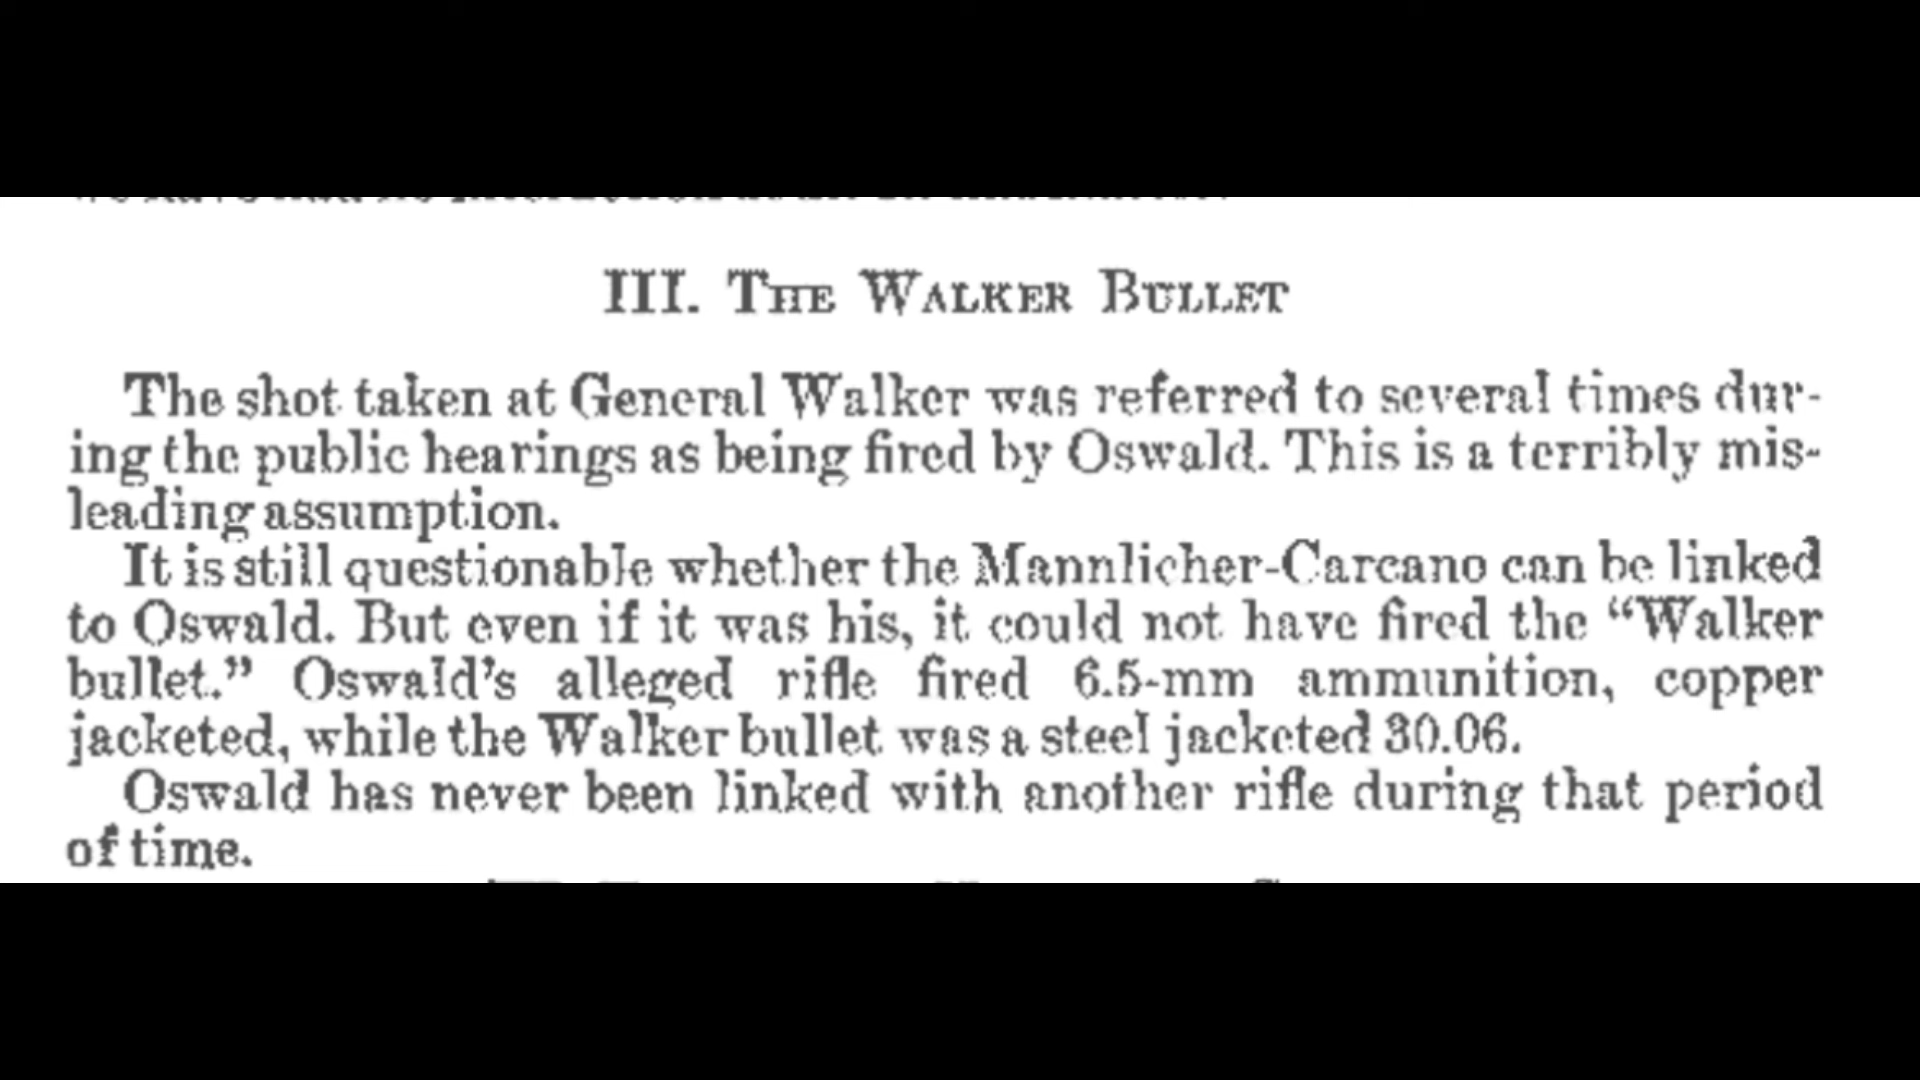 III. THE WALKER BULLET
The shot taken at General Walker was referred to several times dur-
ing the public hearings as being fired by Oswald. This is a terribly mis-
leading assumption.
It is still questionable whether the Mannlicher-Carcano can be linked
to Oswald. But even if it was his, it could not have fired the “Walker
bullet.” Oswald’s alleged rifle fired 6.5-mm ammunition, copper
jacketed, while the Walker bullet was a steel jacketed 30.06.
Oswald has never been linked with another rifle during that period
of time.